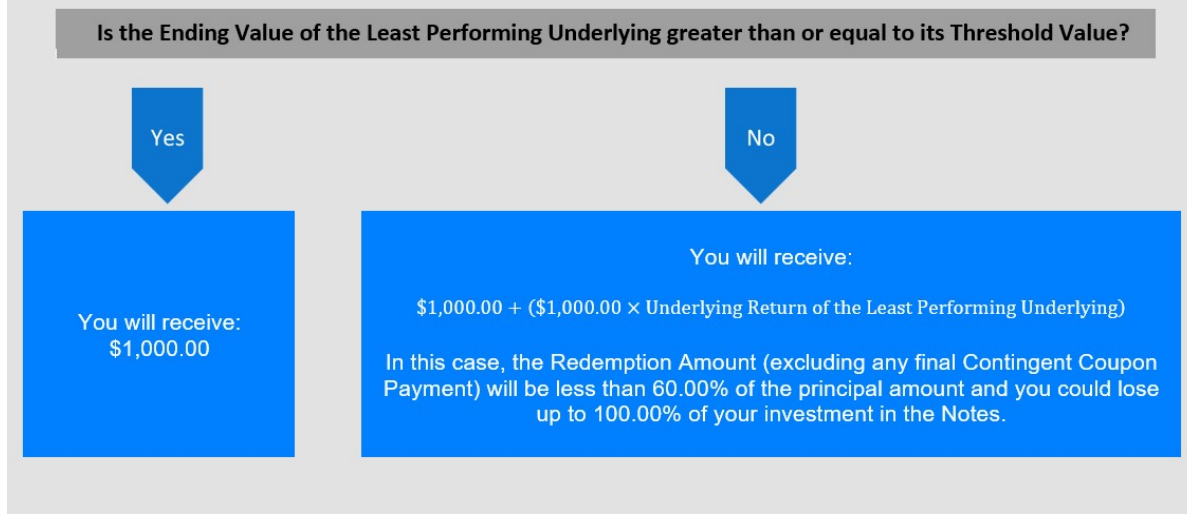 Is the Ending Value of the Least Performing Underlying greater than or equal to its Threshold Value?
Yes
No
You will receive:
$1,000.00
You will receive:
$1,000.00 + ($1,000.00 × Underlying Return of the Least Performing Underlying)
In this case, the Redemption Amount (excluding any final Contingent Coupon
Payment) will be less than 60.00% of the principal amount and you could lose
up to 100.00% of your investment in the Notes.